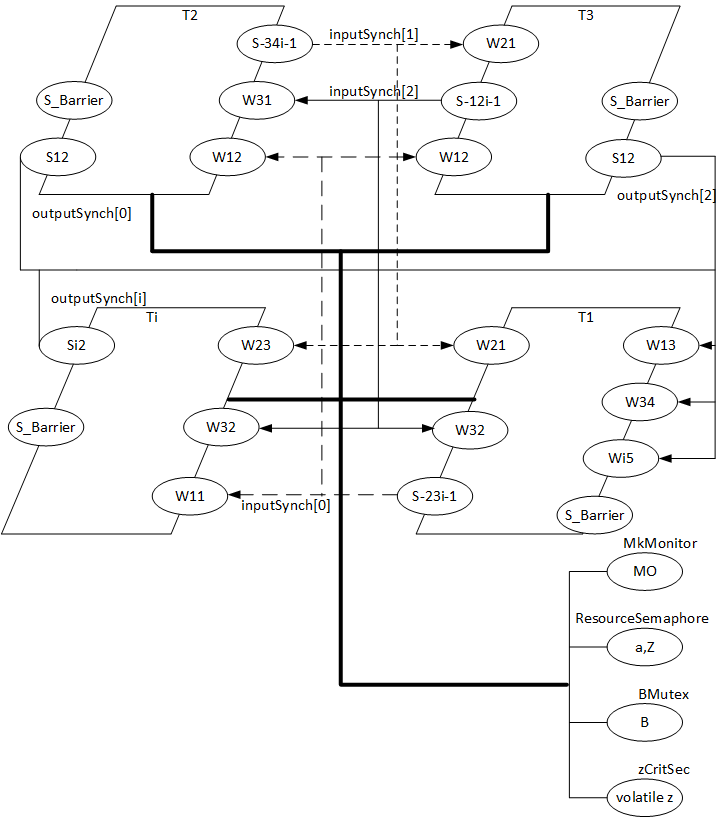 T2
T3
S-34i-1
inputSynch[1]
W21
S_Barrier
W31
inputSynch[2]
S-12i-1
S_Barrier
S12
W12
W12
S12
outputSynch[0]
outputSynch[2]
outputSynch[i]
Ti
T1
Si2
W23
W21
W13
S_Barrier
W32
W32
W34
Wi5
W11
inputSynch[0]
S-23i-1
S_Barrier
MkMonitor
MO
ResourceSemaphore
a,Z
BMutex
B
zCritSec
volatile z